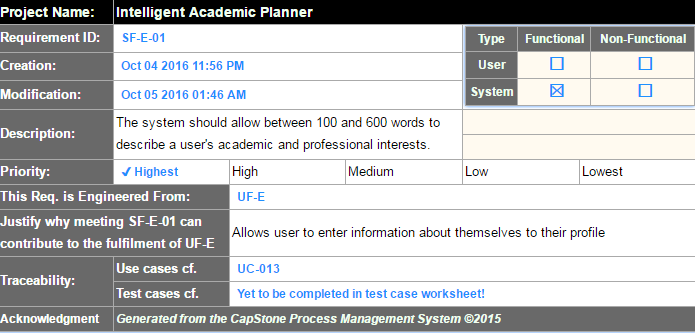 Project Name: Intelligent Academic Planner
Requirement ID: SF-E-01
Type Functional Non-Functional
Creation: Oct 04 2016 11:56 PM
User
Modification: Oct 05 2016 01:46 AM
System
Description: The system should allow between 100 and 600 words to
describe a user's academic and professional interests.
Priority: ✔ Highest High Medium Low Lowest
This Req. is Engineered From: UF-E
Justify why meeting SF-E-01 can
contribute to the fulfilment of UF-E
Allows user to enter information about themselves to their profile
Traceability:
Use cases cf. UC-013
Test cases cf. Yet to be completed in test case worksheet!
Acknowledgment Generated from the CapStone Process Management System ©2015